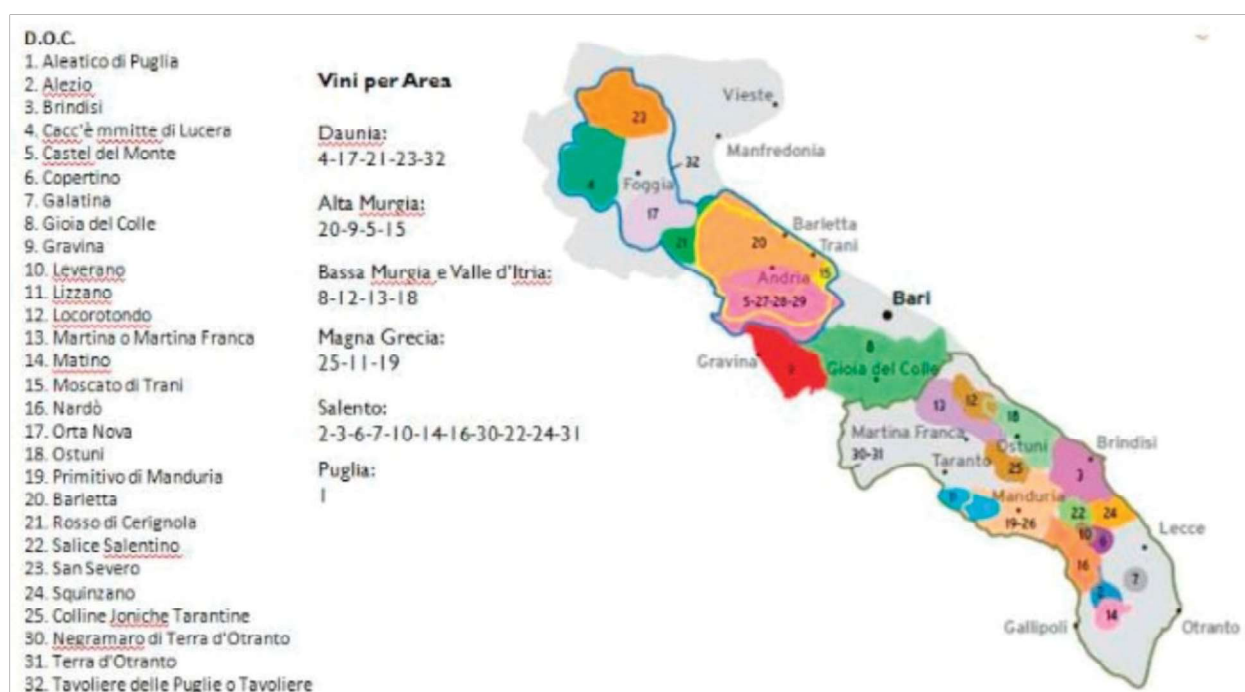 D.O.C.
1. Aleatico di Puglia
2. Alezio
3. Brindisi
4. Cacc'è mmitte di Lucera
5. Castel del Monte
6. Copertino
7. Galatina
8. Gioia del Colle
9. Gravina
10. Leverano
11. Lizzano
12. Locorotondo
13. Martina o Martina Franca
14. Matino
15. Moscato di Trani
16. Nardò
17. Orta Nova
18. Ostuni
19. Primitivo di Manduria
20. Barletta
21. Rosso di Cerignola
22. Salice Salentino
23. San Severo
24. Squinzano
25. Colline Joniche Tarantine
30. Negramaro di Terra d'Otranto
31. Terra d'Otranto
32. Tavoliere delle Puglie o Tavoliere
Vini per Area
Daunia:
4-17-21-23-32
Alta Murgia:
20-9-5-15
Bassa Murgia e Valle d'Itria:
8-12-13-18
Magna Grecia:
25-11-19
Salento:
2-3-6-7-10-14-16-30-22-24-31
Puglia:
1
Vieste
23
Manfredonia
32
4
Foggia
17
Barletta
21
20
Trani
Andria
15
5-27-28-29
Bari
8
Gravina
9
Gioia del Colle
13
12
18
Martina Franca
Ostuni
Brindisi
30-31
Taranto
25
3
Manduria
19-26
22
24
Lecce
10
6
16
7
2
14
Gallipoli
Otranto